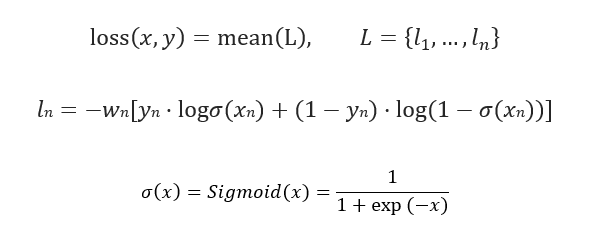 loss(x, y) = mean(L), L = {l₁, …, lₙ}
lₙ = −wₙ[yₙ · logσ(xₙ) + (1 − yₙ) · log(1 − σ(xₙ))]
σ(x) = Sigmoid(x) = 1 / 1 + exp (−x)